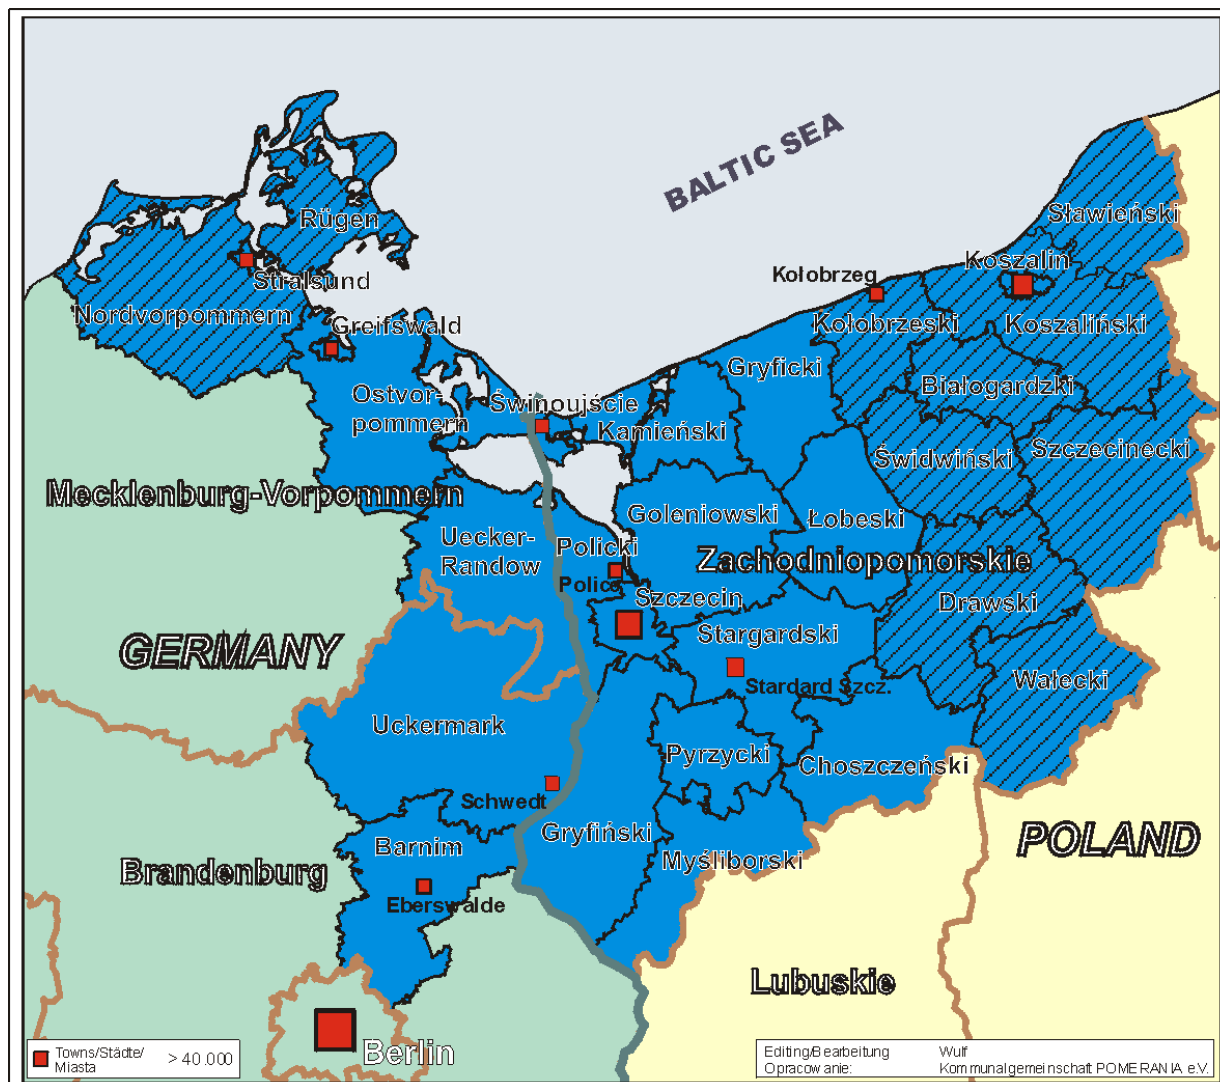 BALTIC SEA
Rügen
Sławieński
Stralsund
Koszalin
Kołobrzeg
Nordvorpommern
Greifswald
Kołobrzeski
Koszaliński
Gryficki
Białogardzki
Ostvor-
pommern
Świnoujście
Kamieński
Szczecinecki
Świdwiński
Mecklenburg-Vorpommern
Goleniowski
Łobeski
Uecker-
Randow
Policki
Zachodniopomorskie
Police
Szczecin
Drawski
GERMANY
Stargardski
Stardard Szcz.
Wałecki
Uckermark
Pyrzycki
Choszczeński
Schwedt
Gryfiński
POLAND
Barnim
Myśliborski
Brandenburg
Eberswalde
Lubuskie
Berlin
Towns/Städte/
Miasta
> 40.000
Editing/Bearbeitung Wulf
Opracowanie: Kommunalgemeinschaft POMERANIA e.V.